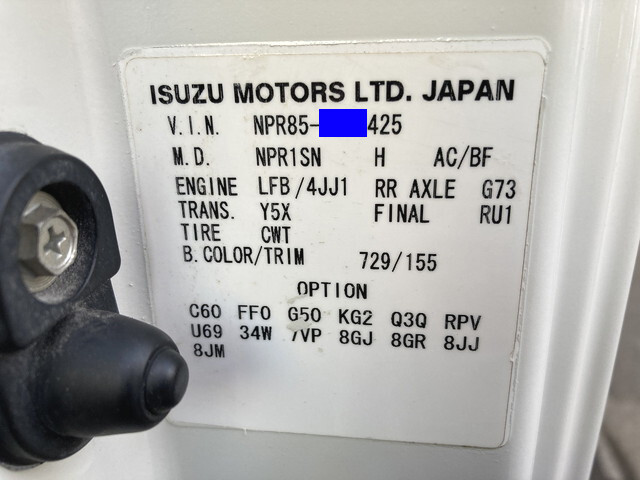 ISUZU MOTORS LTD. JAPAN
V.I.N. NPR85- 425
M.D. NPR1SN H AC/BF
ENGINE LFB/4JJ1 RR AXLE G73
TRANS. Y5X FINAL RU1
TIRE CWT
B.COLOR/TRIM 729/155
OPTION
C60 FF0 G50 KG2 Q3Q RPV
U69 34W 7VP 8GJ 8GR 8JJ
8JM